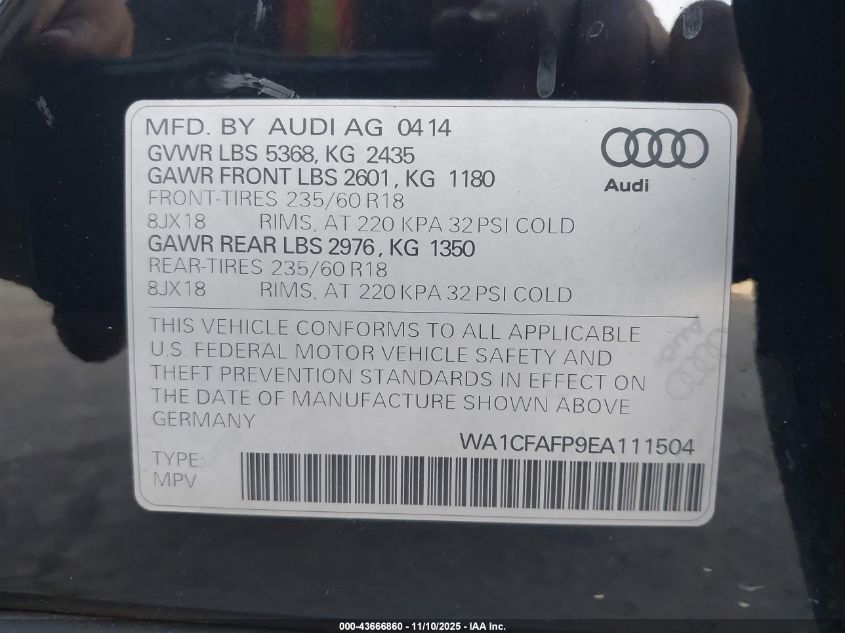 MFD. BY AUDI AG 04 14
GVWR LBS 5368, KG 2435
GAWR FRONT LBS 2601, KG 1180
FRONT-TIRES 235/60 R18
8JX18 RIMS, AT 220 KPA 32 PSI COLD
GAWR REAR LBS 2976, KG 1350
REAR-TIRES 235/60 R18
8JX18 RIMS, AT 220 KPA 32 PSI COLD
Audi
THIS VEHICLE CONFORMS TO ALL APPLICABLE
U.S. FEDERAL MOTOR VEHICLE SAFETY AND
THEFT PREVENTION STANDARDS IN EFFECT ON
THE DATE OF MANUFACTURE SHOWN ABOVE
GERMANY
Audi
WA1CFAFP9EA111504
TYPE:
MPV
000-43666860 — 11/10/2025 — IAA Inc.